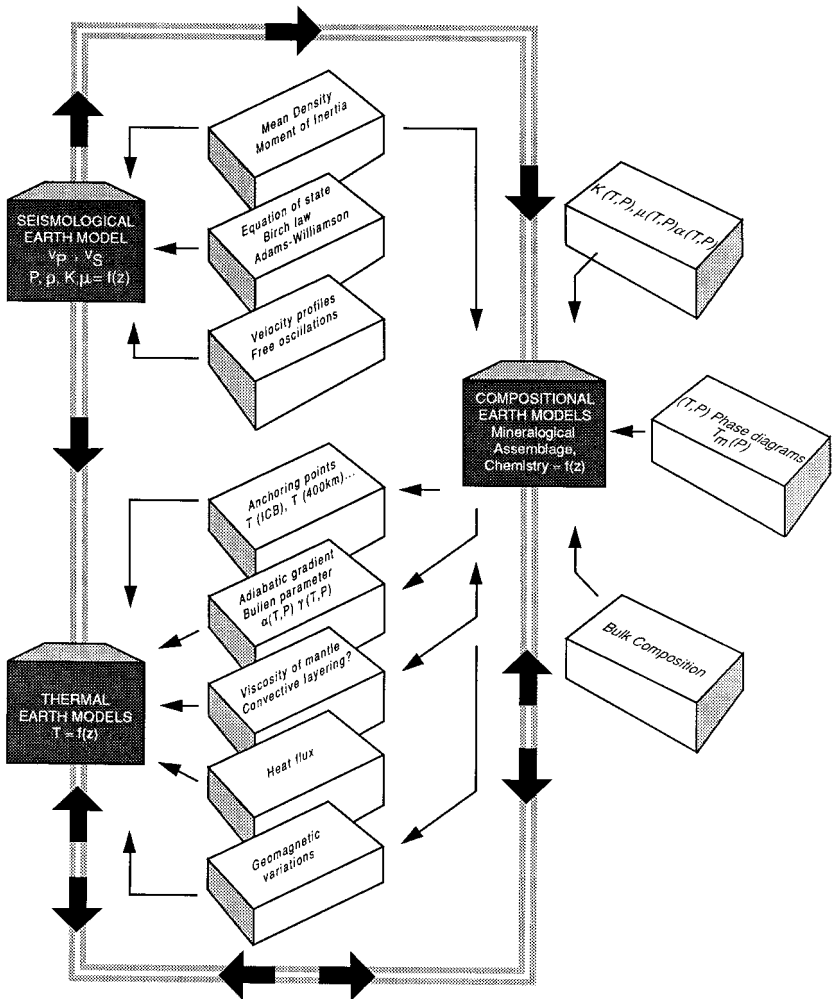 Mean Density
Moment of Inertia
Equation of state
Birch law
Adams-Williamson
Velocity profiles
Free oscillations
SEISMOLOGICAL
EARTH MODEL
VP , VS
P, ρ, K,μ = f(z)
K (T,P), μ (T,P) α (T,P)
COMPOSITIONAL
EARTH MODELS
Mineralogical
Assemblage,
Chemistry = f(z)
(T,P) Phase diagrams
Tm (P)
Bulk Composition
Anchoring points
T (ICB), T (400km)...
Adiabatic gradient
Bullen parameter
α(T,P) γ (T,P)
Viscosity of mantle
Convective layering?
Heat flux
Geomagnetic
variations
THERMAL
EARTH MODELS
T = f(z)